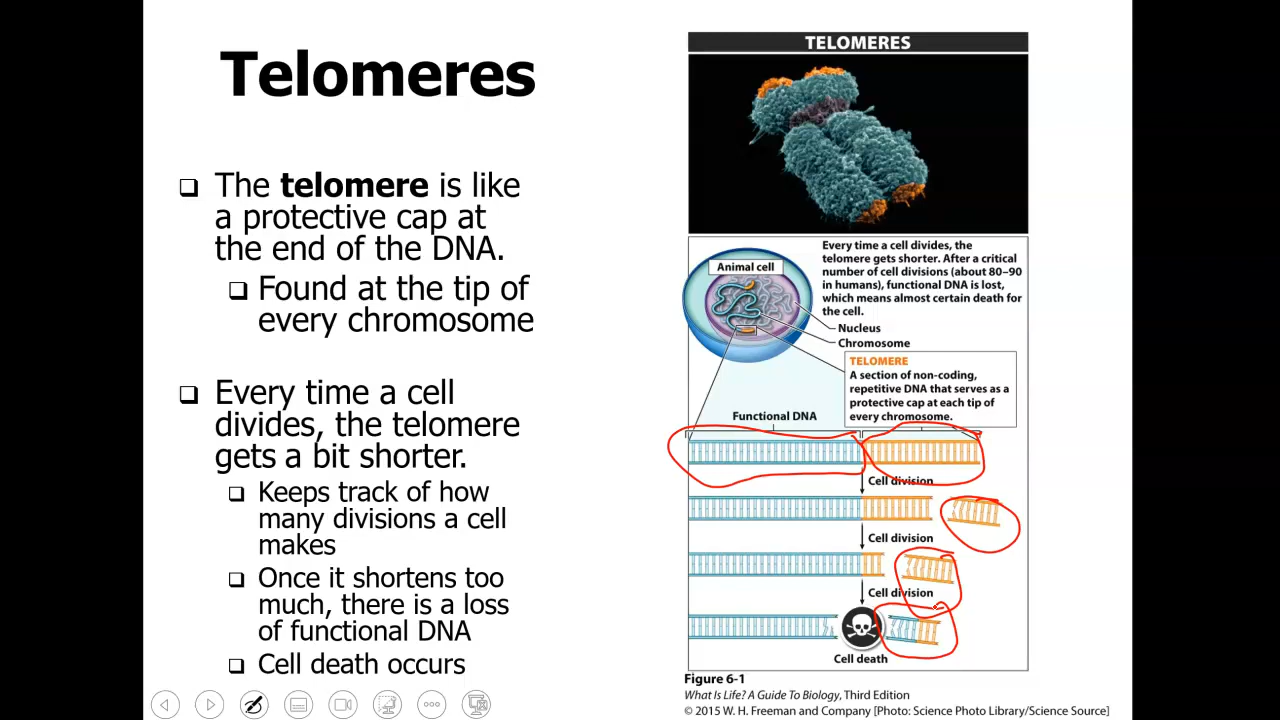 Telomeres
❑ The telomere is like
a protective cap at
the end of the DNA.
❑ Found at the tip of
every chromosome
❑ Every time a cell
divides, the telomere
gets a bit shorter.
❑ Keeps track of how
many divisions a cell
makes
❑ Once it shortens too
much, there is a loss
of functional DNA
❑ Cell death occurs
TELOMERES
Every time a cell divides, the
telomere gets shorter. After a critical
number of cell divisions (about 80–90
in humans), functional DNA is lost,
which means almost certain death for
the cell.
Animal cell
Nucleus
Chromosome
TELOMERE
A section of non-coding,
repetitive DNA that serves as a
protective cap at each tip of
every chromosome.
Functional DNA
Cell division
Cell division
Cell division
Cell death
Figure 6-1
What Is Life? A Guide To Biology, Third Edition
© 2015 W. H. Freeman and Company [Photo: Science Photo Library/Science Source]